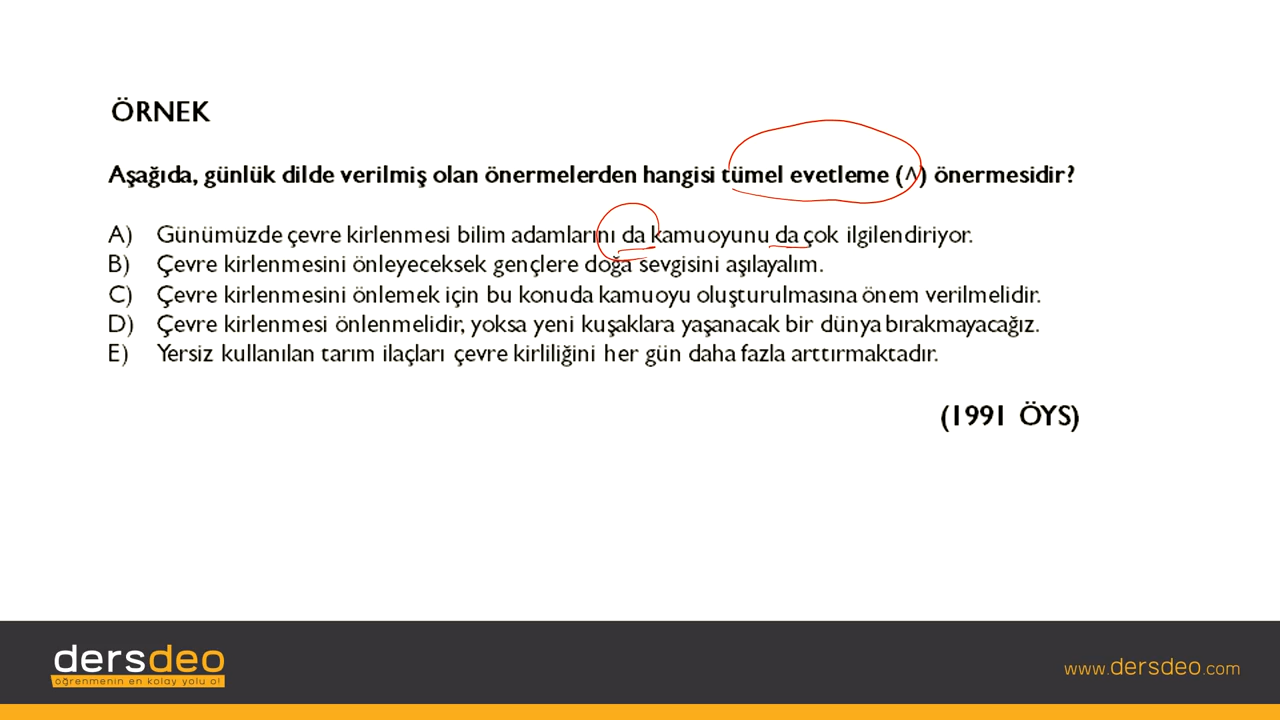 ÖRNEK
Aşağıda, günlük dilde verilmiş olan önermelerden hangisi tümel evetleme (^) önermesidir?
A) Günümüzde çevre kirlenmesi bilim adamlarını da kamuoyunu da çok ilgilendiriyor.
B) Çevre kirlenmesini önleyeceksek gençlere doğa sevgisini aşılayalım.
C) Çevre kirlenmesini önlemek için bu konuda kamuoyu oluşturulmasına önem verilmelidir.
D) Çevre kirlenmesi önlenmelidir, yoksa yeni kuşaklara yaşanacak bir dünya bırakmayacağız.
E) Yersiz kullanılan tarım ilaçları çevre kirliliğini her gün daha fazla arttırmaktadır.
(1991 ÖYS)
dersdeo
öğrenmenin en kolay yolu o!
www.dersdeo.com